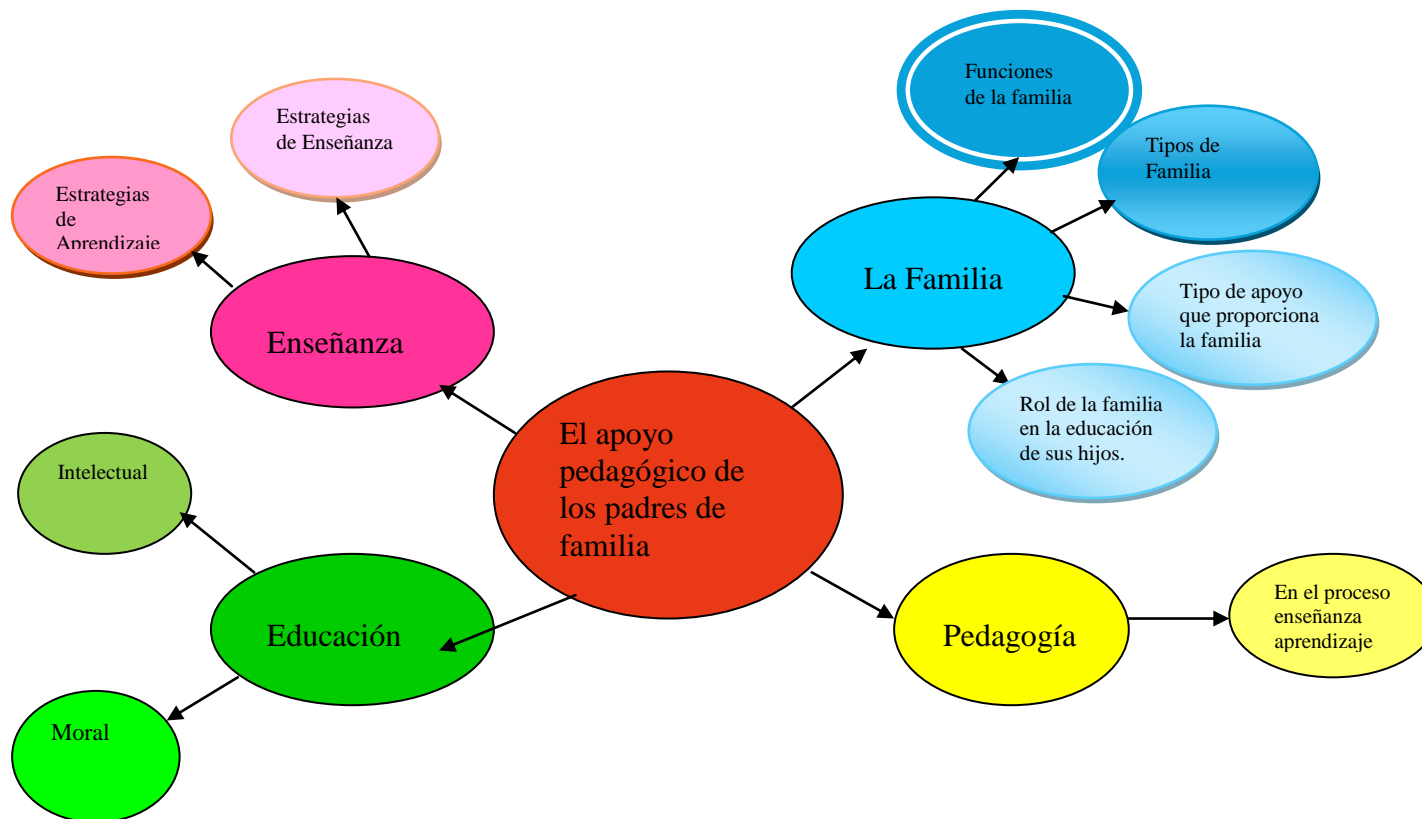 Funciones
de la familia
Estrategias
de Enseñanza
Tipos de
Familia
Estrategias
de
Aprendizaje
La Familia
Tipo de apoyo
que proporciona
la familia
Enseñanza
Rol de la familia
en la educación
de sus hijos.
El apoyo
pedagógico de
los padres de
familia
Intelectual
Educación
Pedagogía
En el proceso
enseñanza
aprendizaje
Moral